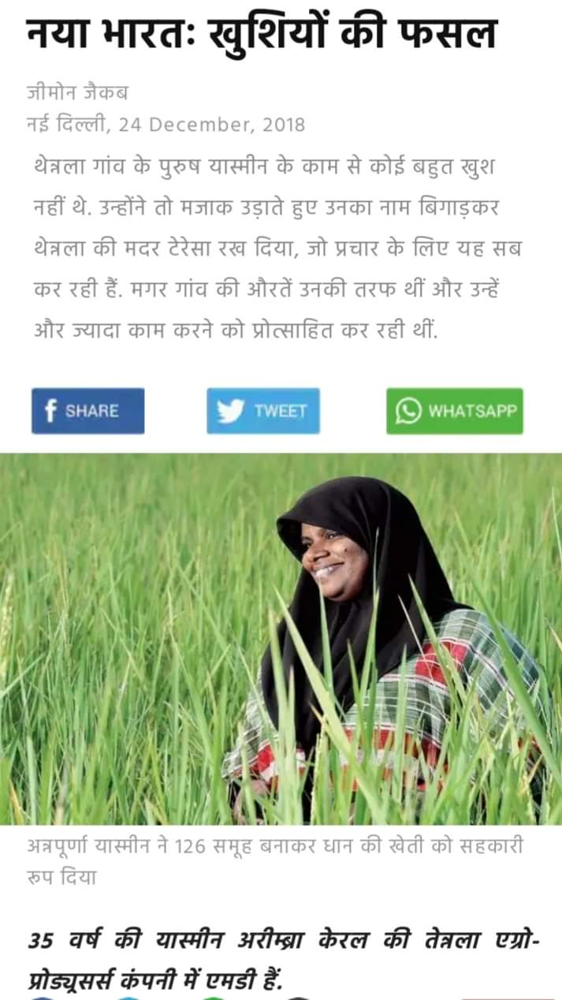 नया भारतः खुशियों की फसल
जीमोन जैकब
नई दिल्ली, 24 December, 2018
थेन्नला गांव के पुरुष यास्मीन के काम से कोई बहुत खुश
नहीं थे. उन्होंने तो मजाक उड़ाते हुए उनका नाम बिगाड़कर
थेन्नला की मदर टेरेसा रख दिया, जो प्रचार के लिए यह सब
कर रही हैं. मगर गांव की औरतें उनकी तरफ थीं और उन्हें
और ज्यादा काम करने को प्रोत्साहित कर रही थीं.
SHARE TWEET WHATSAPP
अन्नपूर्णा यास्मीन ने 126 समूह बनाकर धान की खेती को सहकारी
रूप दिया
35 वर्ष की यास्मीन अरीम्ब्रा केरल की तेन्नला एग्रो-
प्रोड्यूसर्स कंपनी में एमडी हैं.